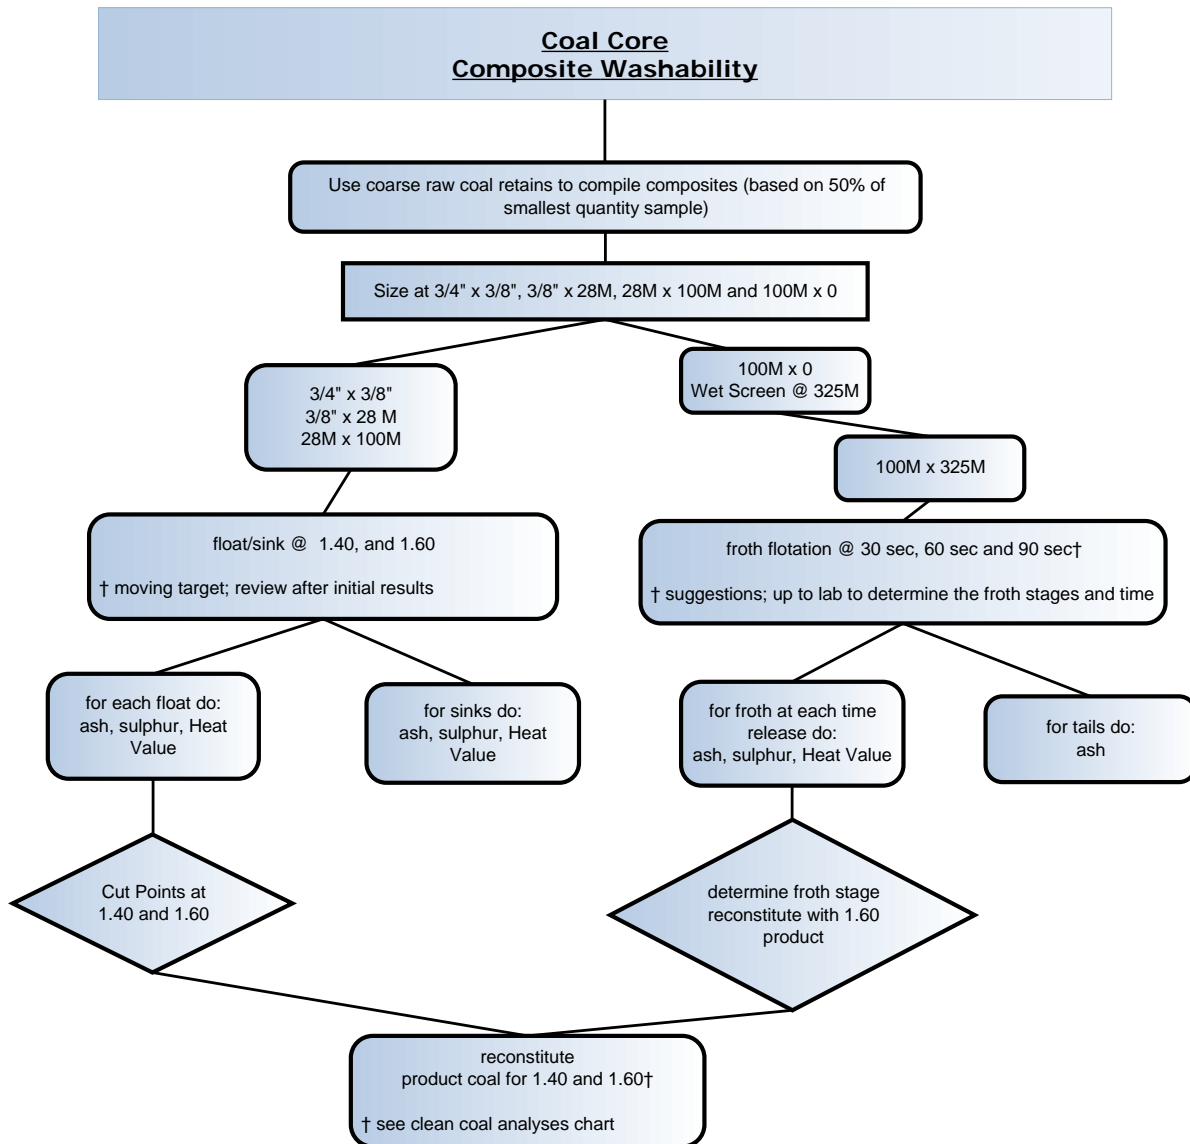 Coal Core
Composite Washability
Use coarse raw coal retains to compile composites (based on 50% of
smallest quantity sample)
Size at 3/4" x 3/8", 3/8" x 28M, 28M x 100M and 100M x 0
3/4" x 3/8"
3/8" x 28 M
28M x 100M
100M x 0
Wet Screen @ 325M
100M x 325M
float/sink @ 1.40, and 1.60
† moving target; review after initial results
froth flotation @ 30 sec, 60 sec and 90 sec†
† suggestions; up to lab to determine the froth stages and time
for each float do:
ash, sulphur, Heat
Value
for sinks do:
ash, sulphur, Heat
Value
for froth at each time
release do:
ash, sulphur, Heat Value
for tails do:
ash
Cut Points at
1.40 and 1.60
determine froth stage
reconstitute with 1.60
product
reconstitute
product coal for 1.40 and 1.60†
† see clean coal analyses chart